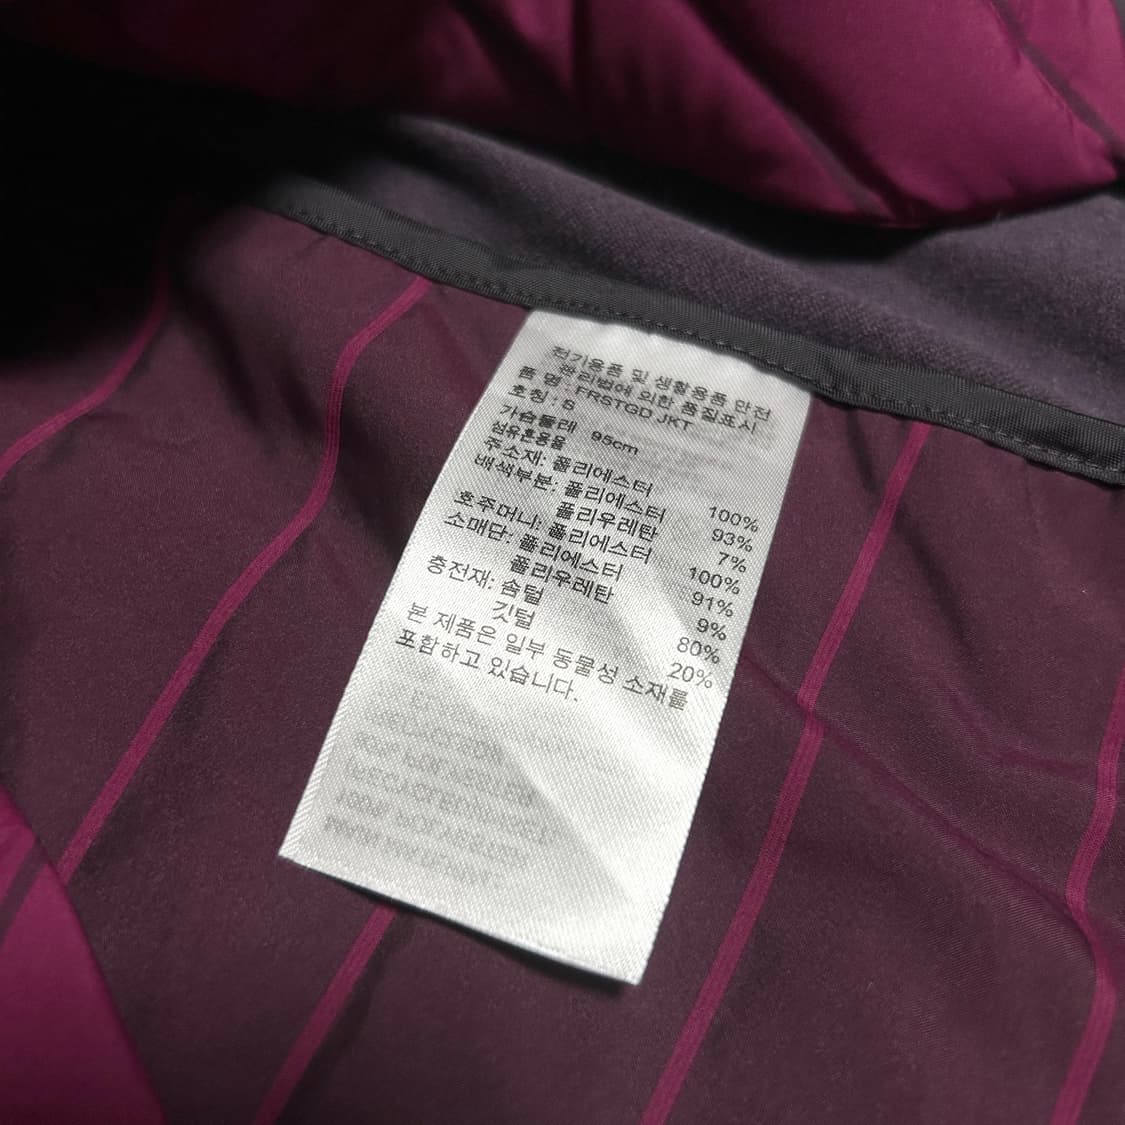 전기용품 및 생활용품 안전
관리법에 의한 품질표시
품 명 : FRSTGD JKT
호칭 : S
가슴둘레 95cm
섬유혼용율
주소재: 폴리에스터 100%
배색부분: 폴리에스터 93%
폴리우레탄 7%
호주머니: 폴리에스터 100%
소매단: 폴리에스터 91%
폴리우레탄 9%
충전재: 솜털 80%
깃털 20%
본 제품은 일부 동물성 소재를
포함하고 있습니다.